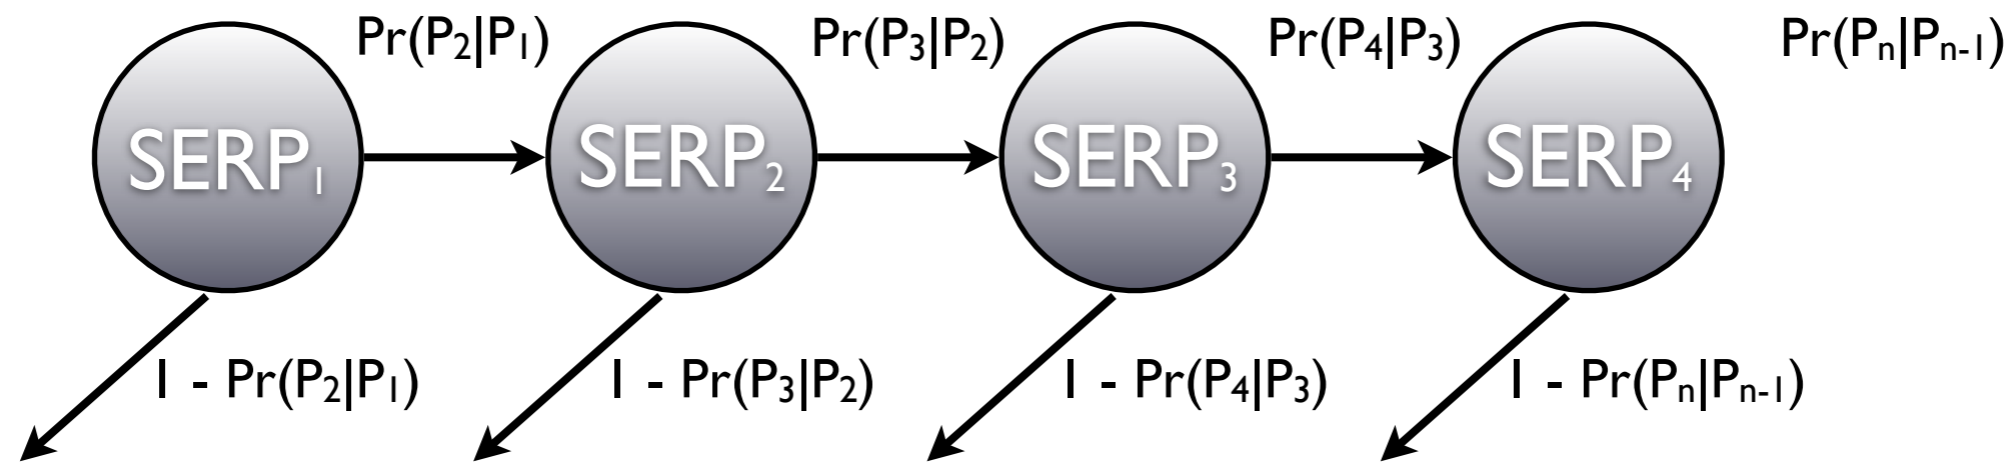 Pr(P₂|P₁) Pr(P₃|P₂) Pr(P₄|P₃) Pr(Pₙ|Pₙ₋₁)
SERP₁ SERP₂ SERP₃ SERP₄
1 - Pr(P₂|P₁) 1 - Pr(P₃|P₂) 1 - Pr(P₄|P₃) 1 - Pr(Pₙ|Pₙ₋₁)